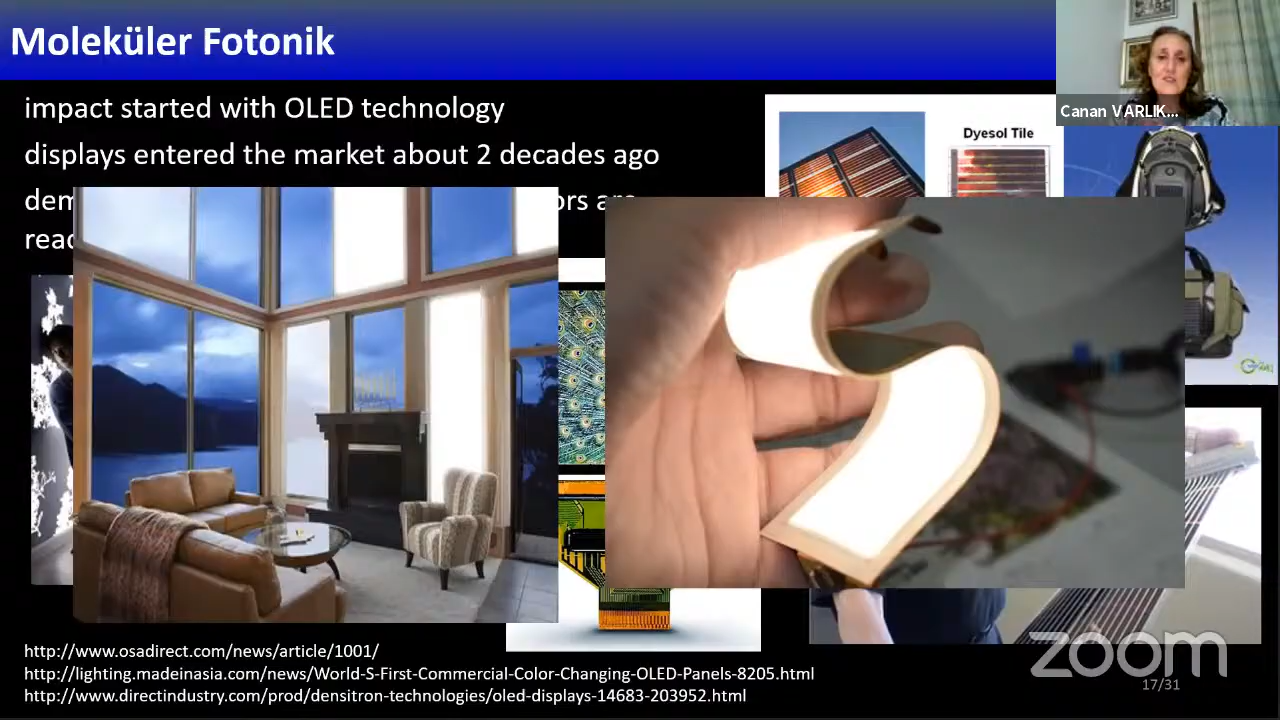 Moleküler Fotonik
Canan VARLIK...
impact started with OLED technology
displays entered the market about 2 decades ago
Dyesol Tile
http://www.osadirect.com/news/article/1001/
http://lighting.madeinasia.com/news/World-S-First-Commercial-Color-Changing-OLED-Panels-8205.html
http://www.directindustry.com/prod/densitron-technologies/oled-displays-14683-203952.html
zoom
17/31